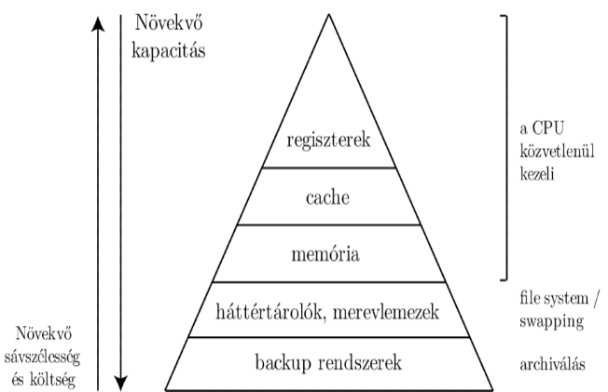 Növekvő
kapacitás
regiszterek
cache
memória
háttértárolók, merevlemezek
backup rendszerek
a CPU
közvetlenül
kezeli
file system /
swapping
archiválás
Növekvő
sávszélesség
és költség